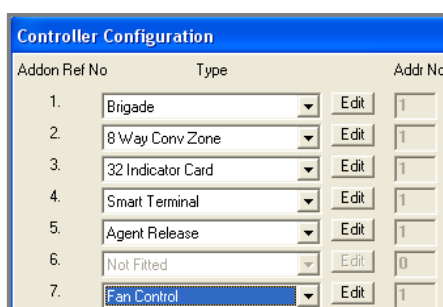 Controller Configuration
Addon Ref No Type Addr No
1. Brigade Edit 1
2. 8 Way Conv Zone Edit 1
3. 32 Indicator Card Edit 1
4. Smart Terminal Edit 1
5. Agent Release Edit 1
6. Not Fitted Edit 0
7. Fan Control Edit 1